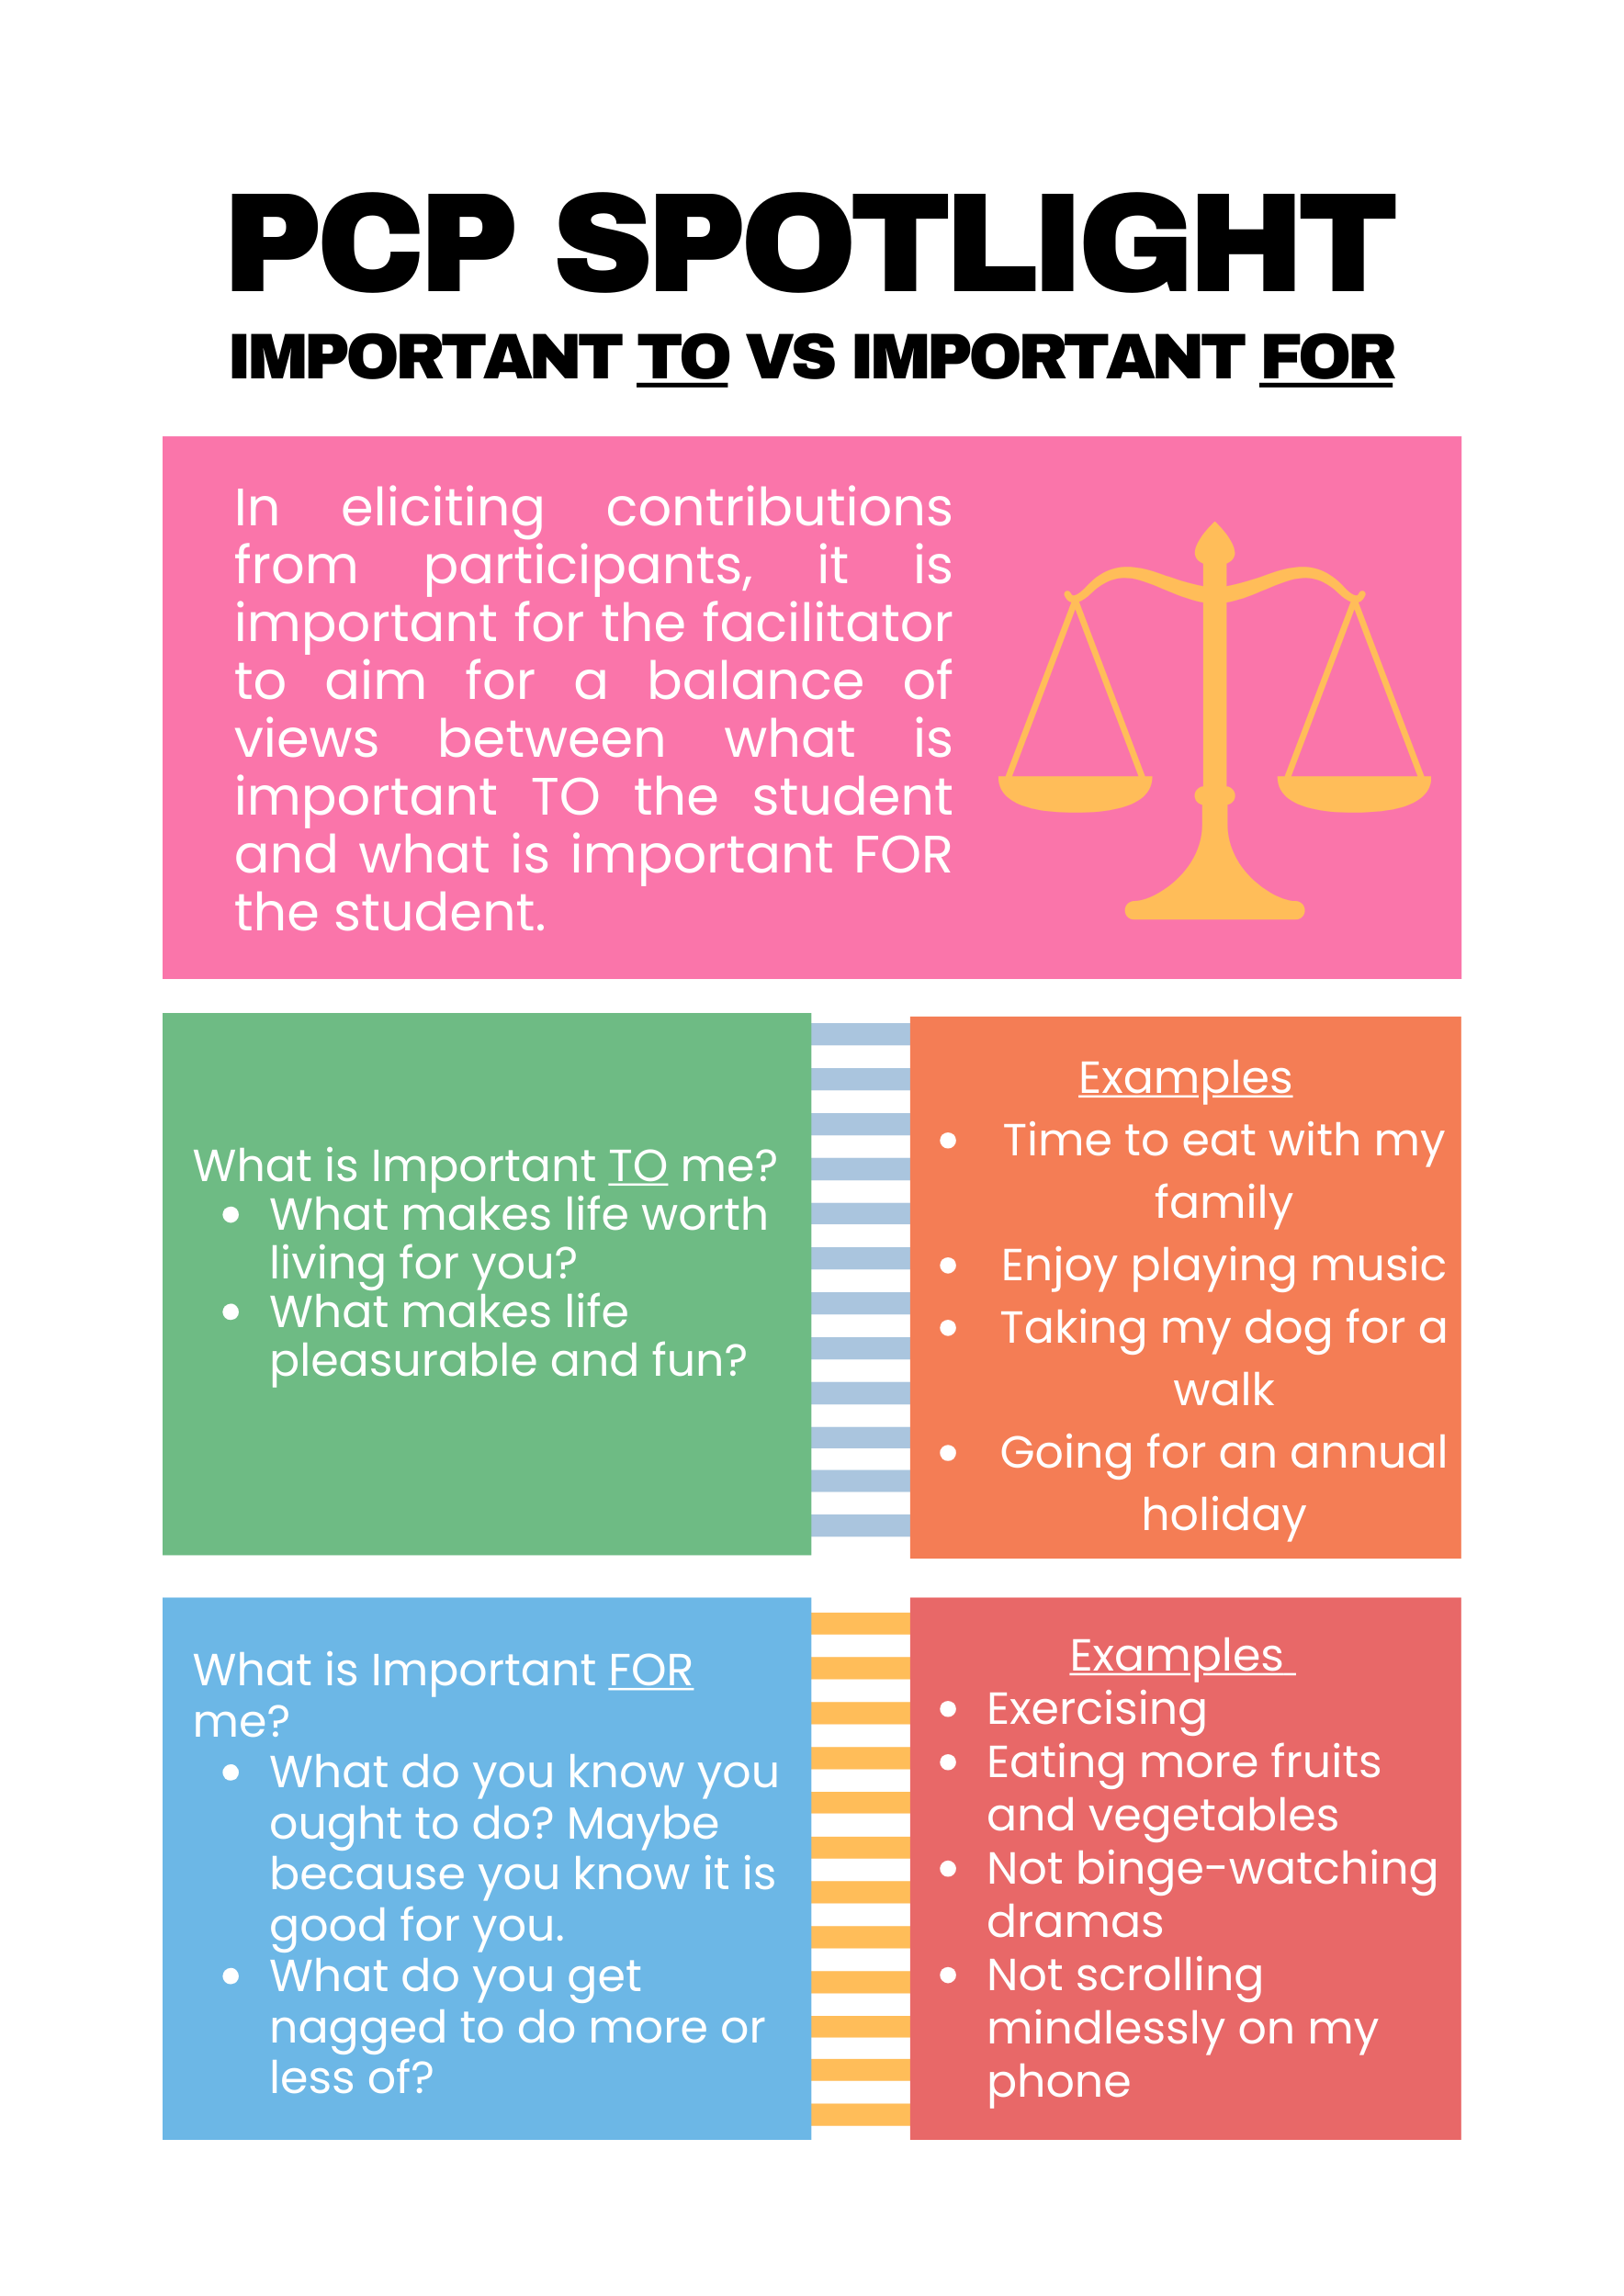 PCP SPOTLIGHT
IMPORTANT TO VS IMPORTANT FOR
In eliciting contributions
from participants, it is
important for the facilitator
to aim for a balance of
views between what is
important TO the student
and what is important FOR
the student.
What is Important TO me?
• What makes life worth
living for you?
• What makes life
pleasurable and fun?
Examples
• Time to eat with my
family
• Enjoy playing music
• Taking my dog for a
walk
• Going for an annual
holiday
What is Important FOR
me?
• What do you know you
ought to do? Maybe
because you know it is
good for you.
• What do you get
nagged to do more or
less of?
Examples
• Exercising
• Eating more fruits
and vegetables
• Not binge-watching
dramas
• Not scrolling
mindlessly on my
phone